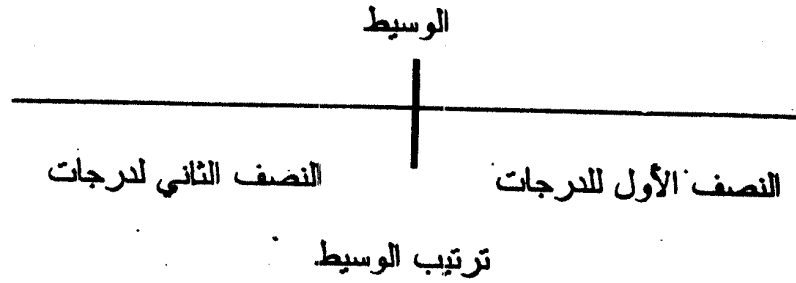 الوسيط
النصف الأول للدرجات النصف الثاني لدرجات
ترتيب الوسيط